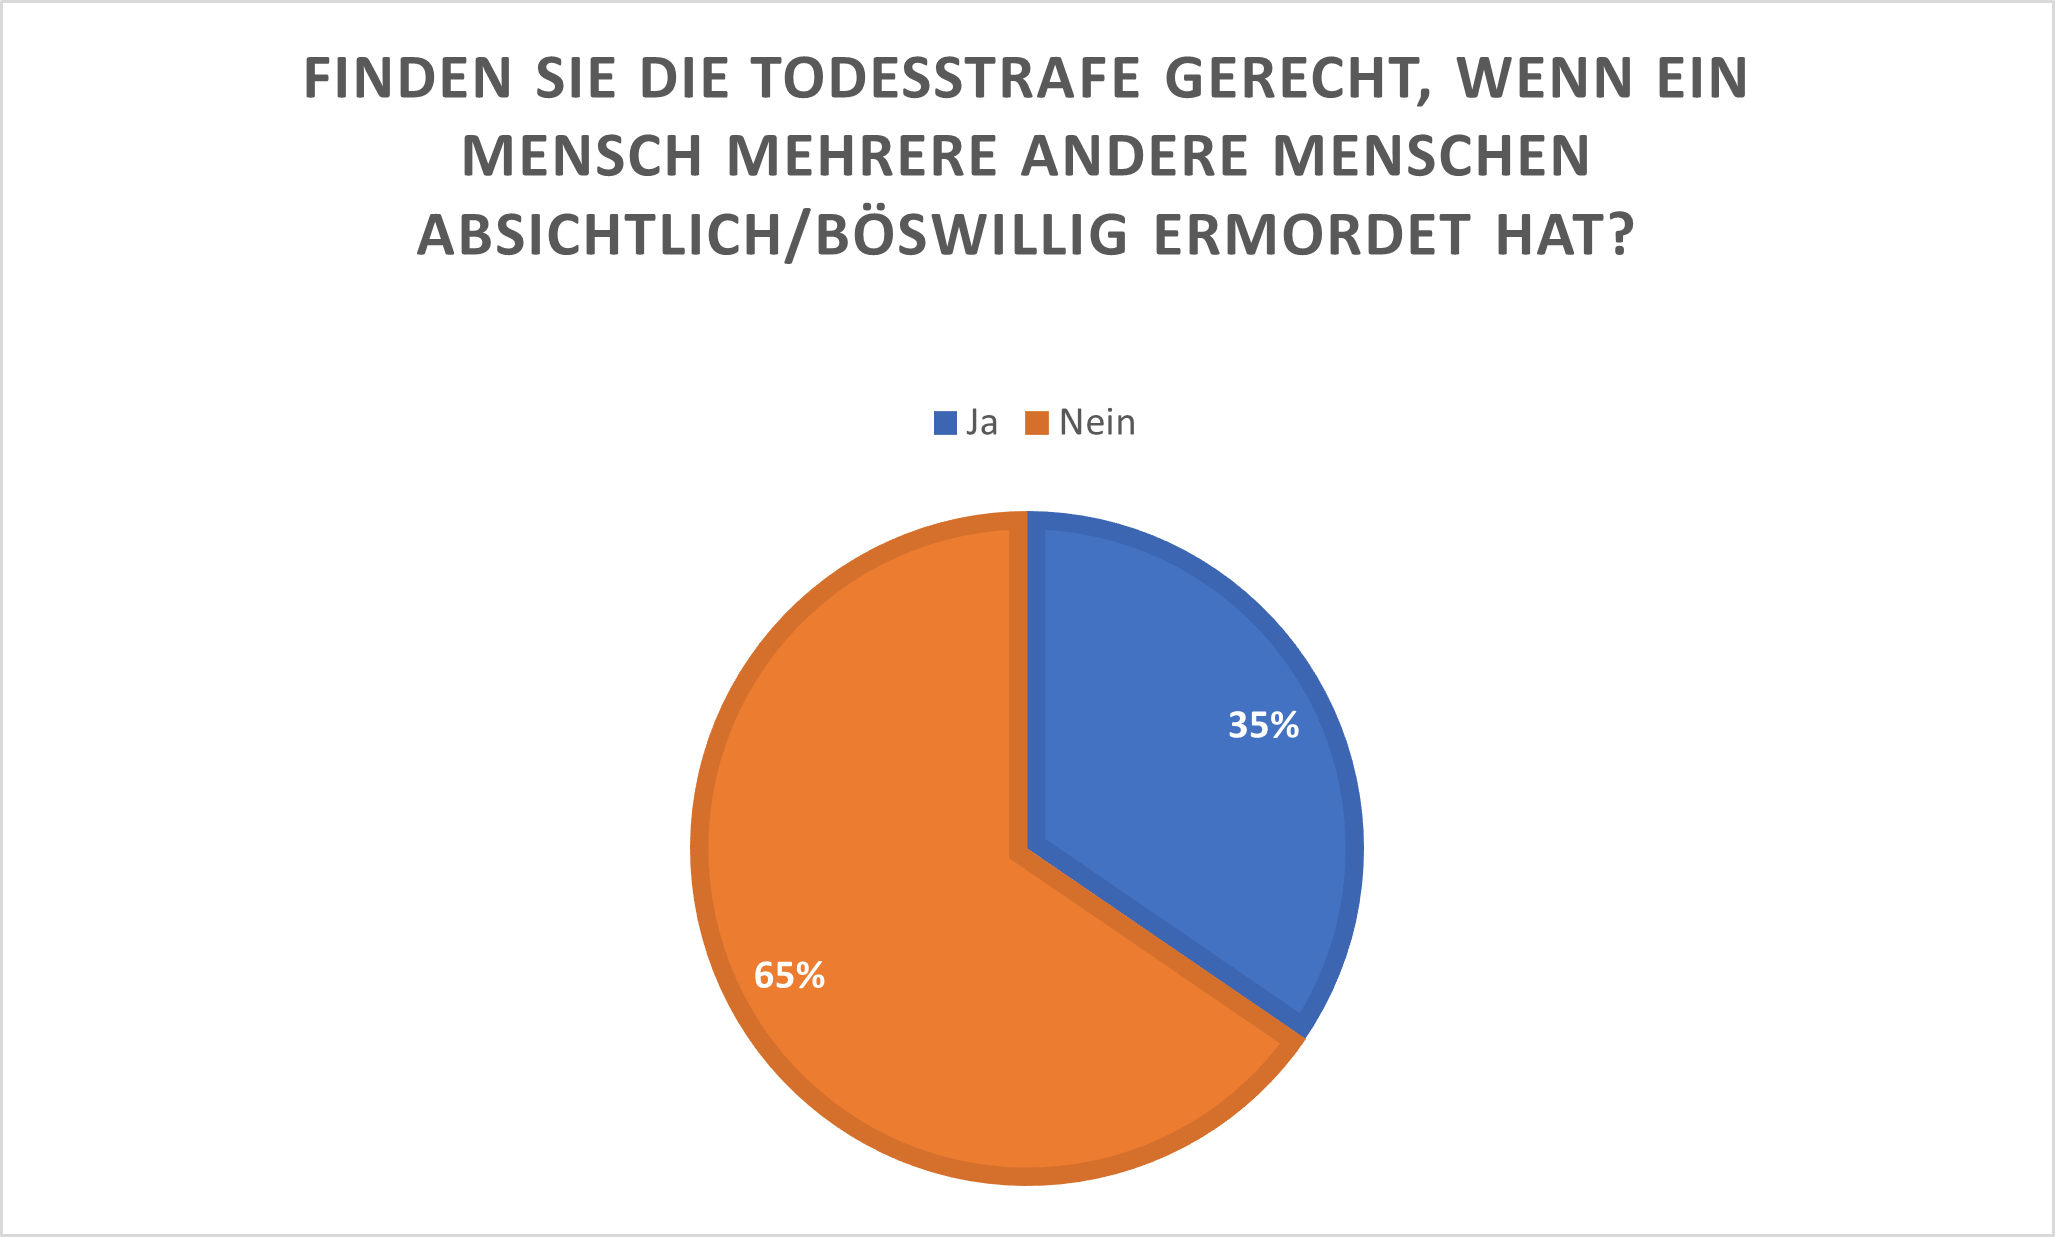 FINDEN SIE DIE TODESSTRAFE GERECHT, WENN EIN
MENSCH MEHRERE ANDERE MENSCHEN
ABSICHTLICH/BÖSWILLIG ERMORDET HAT?
Ja Nein
35%
65%